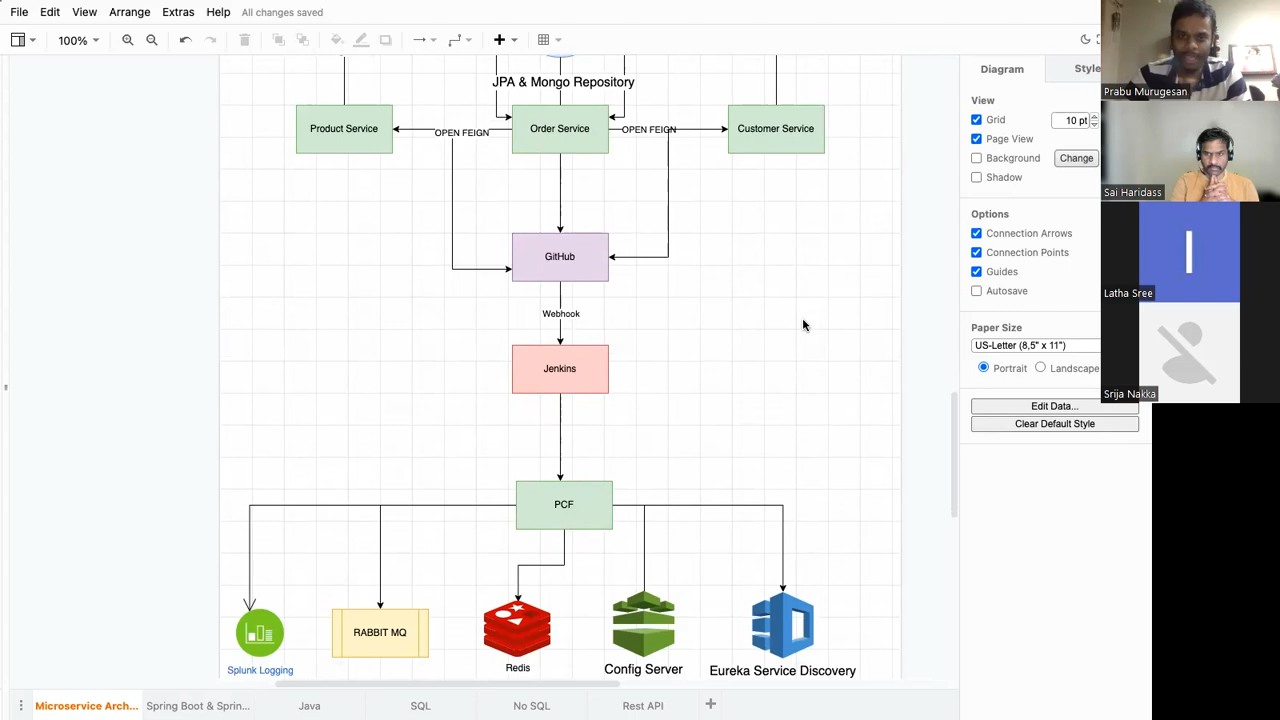 File Edit View Arrange Extras Help All changes saved
100%
Prabu Murugesan
Sai Haridass
Latha Sree
Srija Nakka
JPA & Mongo Repository
Product Service
OPEN FEIGN
Order Service
OPEN FEIGN
Customer Service
GitHub
Webhook
Jenkins
PCF
Splunk Logging
RABBIT MQ
Redis
Config Server
Eureka Service Discovery
Diagram Style
View
Grid 10 pt
Page View
Background Change
Shadow
Options
Connection Arrows
Connection Points
Guides
Autosave
Paper Size
US-Letter (8,5" x 11")
Portrait Landscape
Edit Data...
Clear Default Style
Microservice Arch... Spring Boot & Sprin... Java SQL No SQL Rest API
I